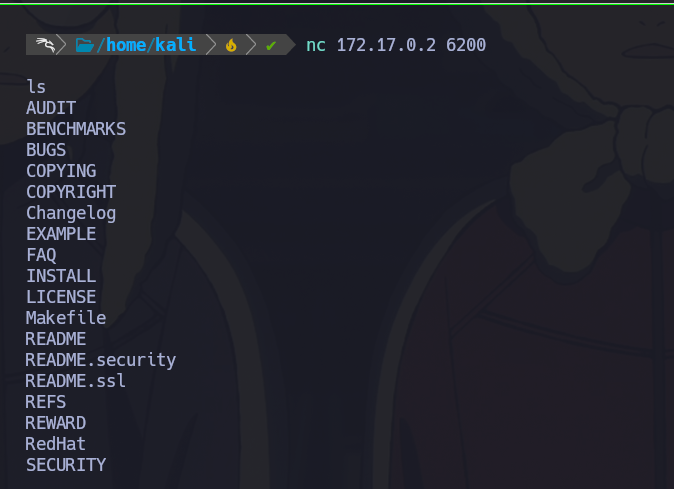 /home/kali nc 172.17.0.2 6200
ls
AUDIT
BENCHMARKS
BUGS
COPYING
COPYRIGHT
Changelog
EXAMPLE
FAQ
INSTALL
LICENSE
Makefile
README
README.security
README.ssl
REFS
REWARD
RedHat
SECURITY